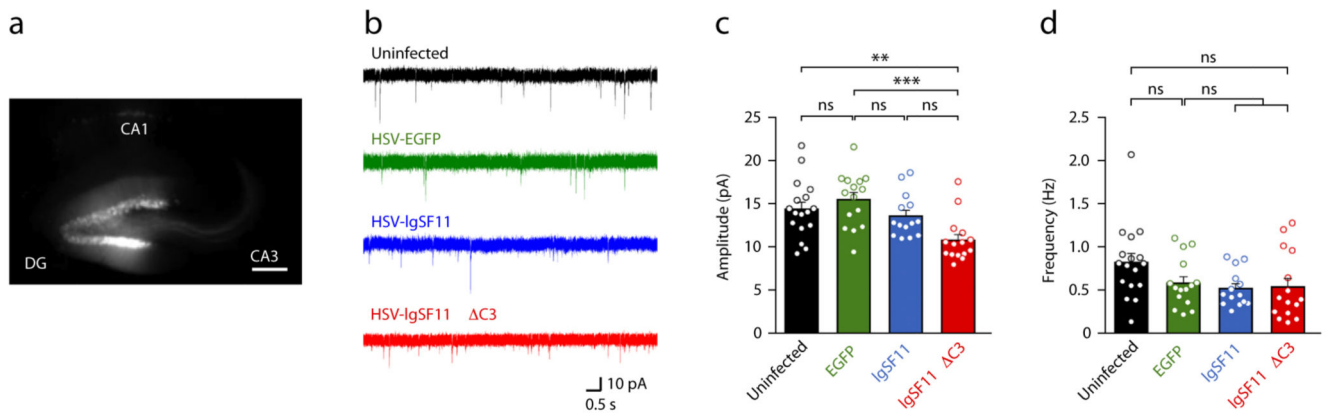 a
CA1
DG
CA3
b
Uninfected
HSV-EGFP
HSV-IgSF11
HSV-IgSF11 ΔC3
10 pA
0.5 s
c
**
***
ns ns ns
25
20
15
10
5
0
Amplitude (pA)
Uninfected
EGFP
IgSF11
IgSF11 ΔC3
d
ns
ns ns
2.5
2.0
1.5
1.0
0.5
0
Frequency (Hz)
Uninfected
EGFP
IgSF11
IgSF11 ΔC3